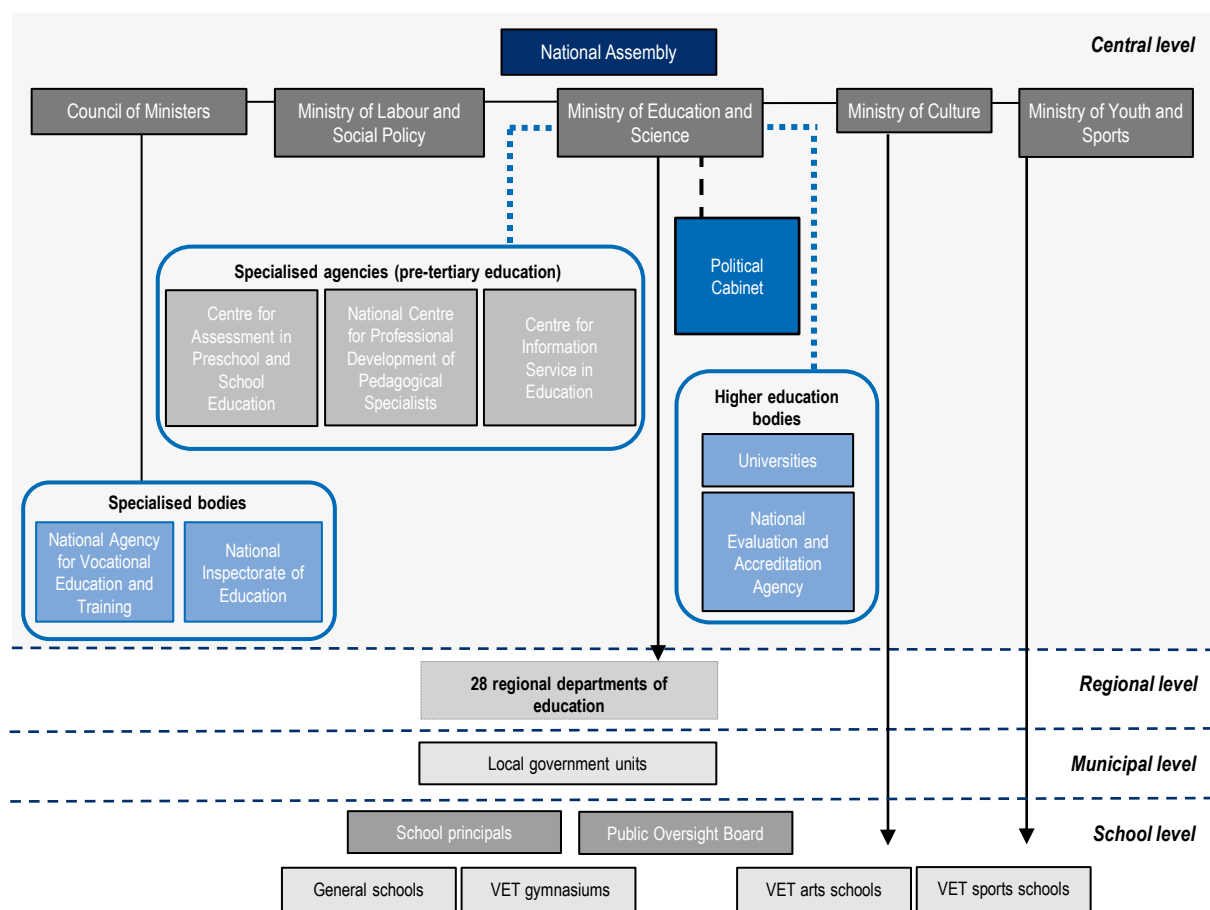 National Assembly
Central level
Council of Ministers
Ministry of Labour and
Social Policy
Ministry of Education and
Science
Ministry of Culture
Ministry of Youth and
Sports
Political
Cabinet
Specialised agencies (pre-tertiary education)
Centre for
Assessment in
Preschool and
School
Education
National Centre
for Professional
Development of
Pedagogical
Specialists
Centre for
Information
Service in
Education
Higher education
bodies
Universities
National
Evaluation and
Accreditation
Agency
Specialised bodies
National Agency
for Vocational
Education and
Training
National
Inspectorate of
Education
28 regional departments of
education
Regional level
Local government units
Municipal level
School principals
Public Oversight Board
School level
General schools
VET gymnasiums
VET arts schools
VET sports schools